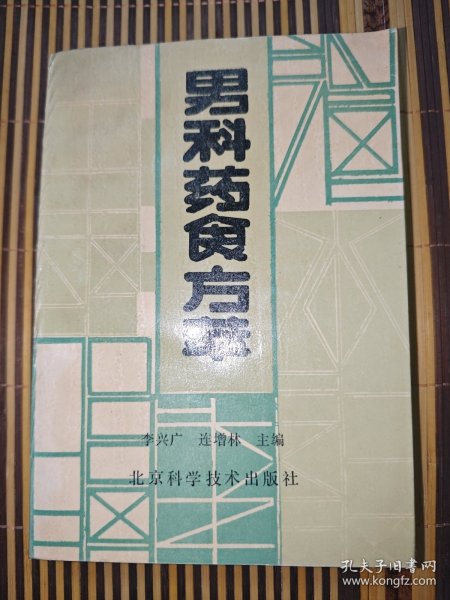 男科药食方萃
李兴广 连增林 主编
北京科学技术出版社
孔夫子旧书网
www.kongfz.com